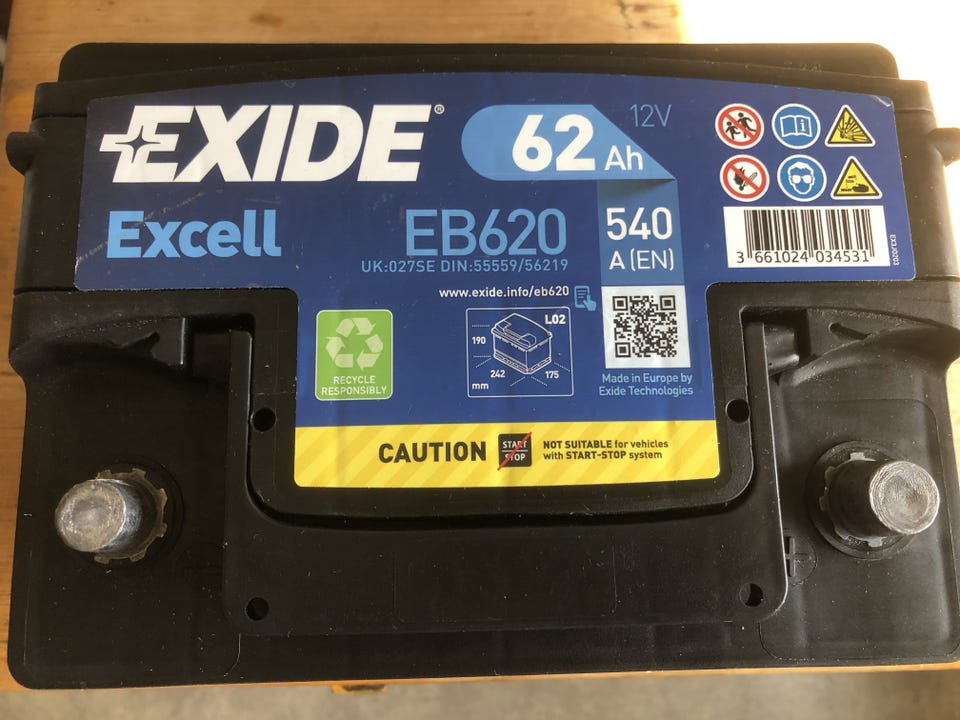 EXIDE®
62 Ah
12V
Excell
EB620
UK:027SE DIN:55559/56219
540
A (EN)
3 661024 034531
www.exide.info/eb620
L02
190
242
175
mm
RECYCLE
RESPONSIBLY
Made in Europe by
Exide Technologies
CAUTION
START
STOP
NOT SUITABLE for vehicles
with START-STOP system
+